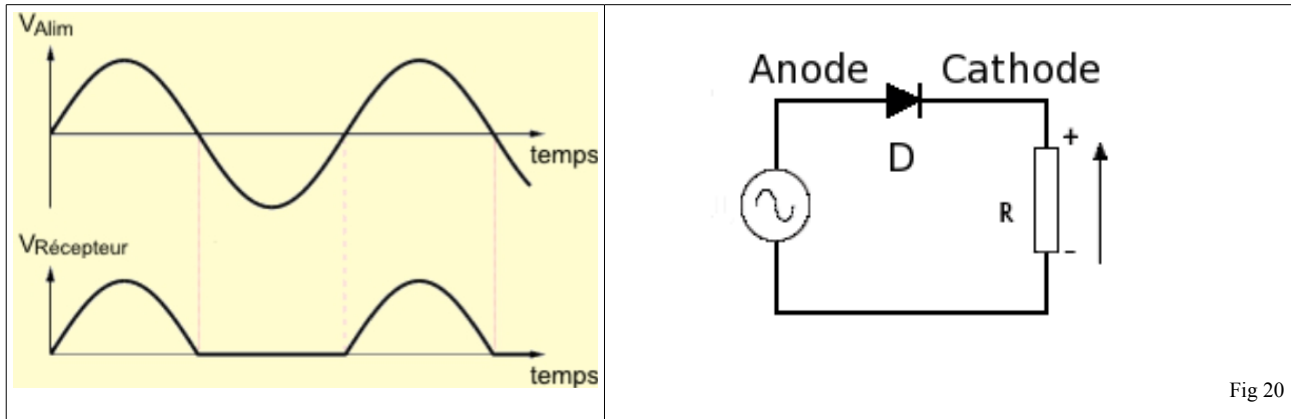 VAlim
temps
VRécepteur
temps
Anode Cathode
D
+
R
-
Fig 20